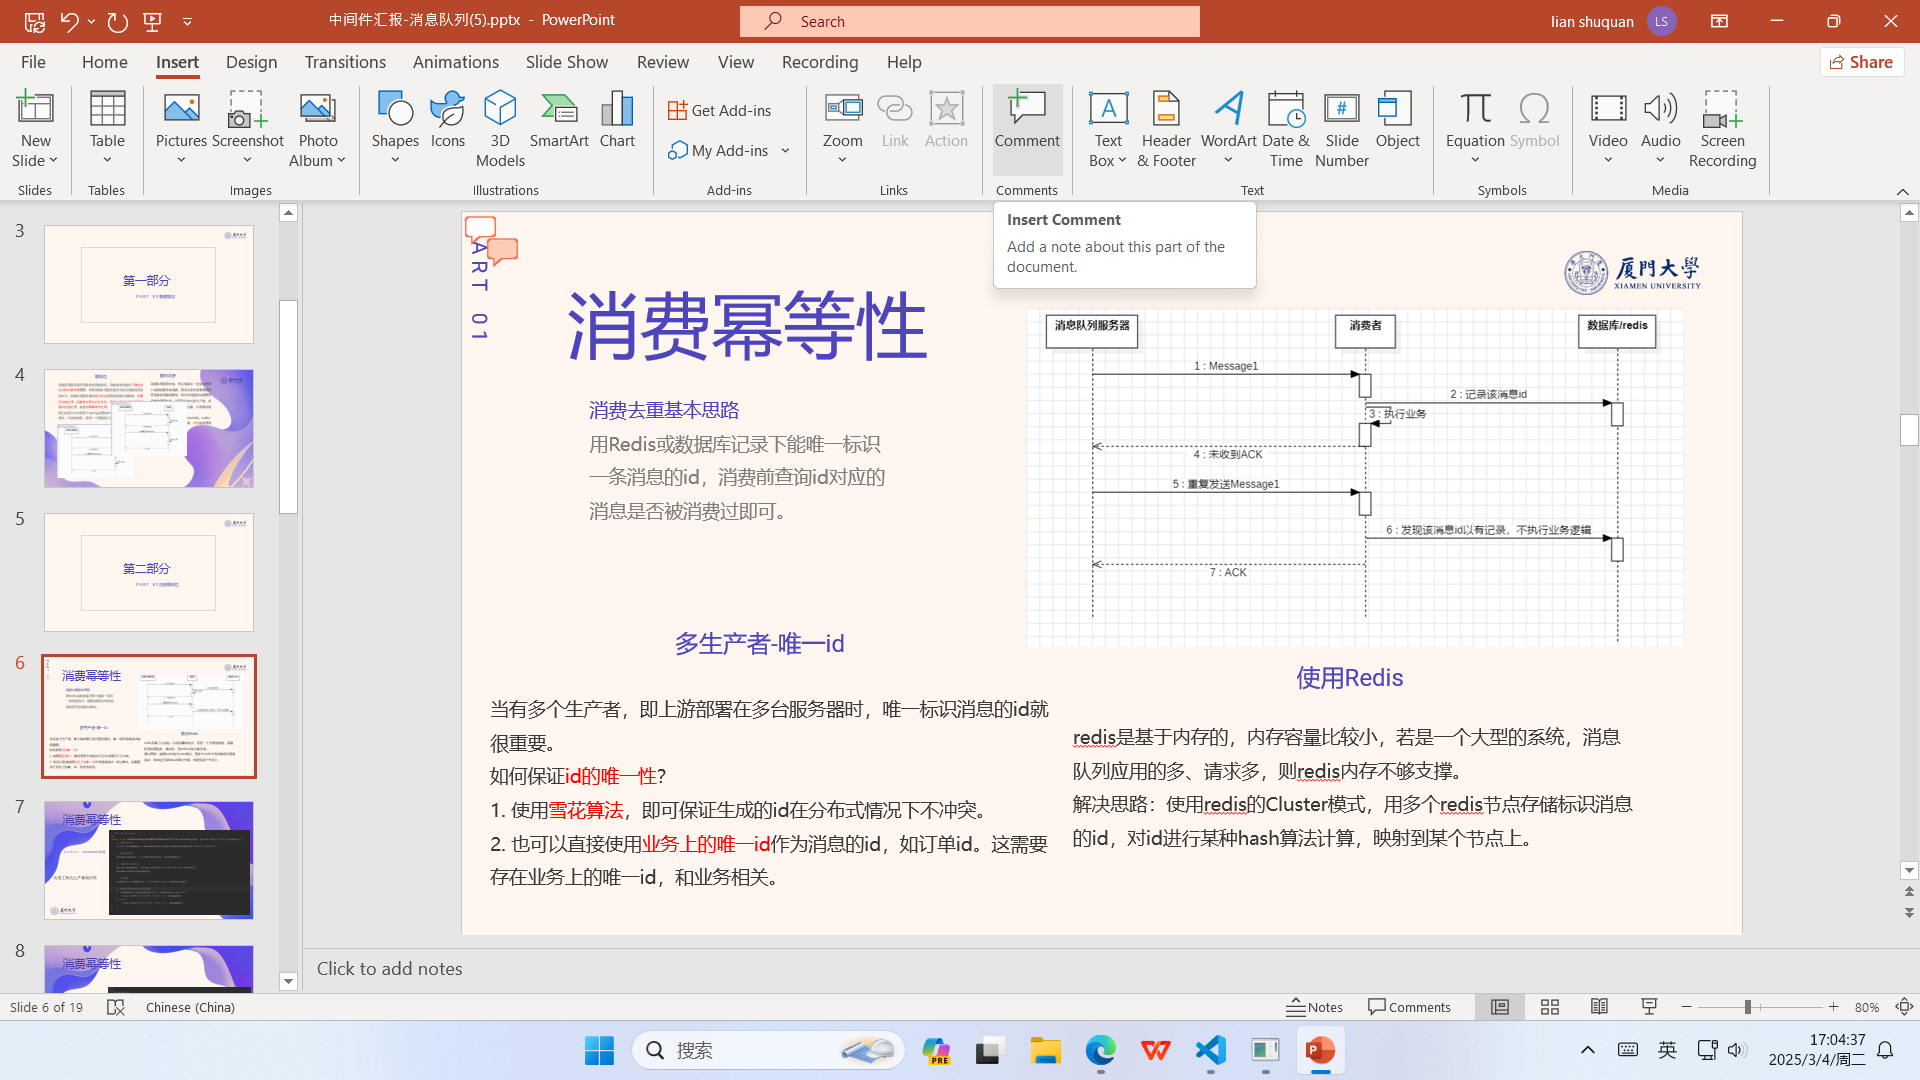 中间件汇报-消息队列(5).pptx - PowerPoint
Search
lian shuquan
LS
File
Home
Insert
Design
Transitions
Animations
Slide Show
Review
View
Recording
Help
Share
New Slide
Table
Pictures
Screenshot
Photo Album
Shapes
Icons
3D Models
SmartArt
Chart
Get Add-ins
My Add-ins
Zoom
Link
Action
Comment
Text Box
Header & Footer
WordArt
Date & Time
Slide Number
Object
Equation
Symbol
Video
Audio
Screen Recording
Slides
Tables
Images
Illustrations
Add-ins
Links
Comments
Text
Symbols
Media
Insert Comment
Add a note about this part of the
document.
3
第一部分
4
5
第二部分
6
消费幂等性
7
消费幂等性
8
消费幂等性
ART 01
厦門大學
XIAMEN UNIVERSITY
消费幂等性
消费去重基本思路
用Redis或数据库记录下能唯一标识
一条消息的id，消费前查询id对应的
消息是否被消费过即可。
消息队列服务器
消费者
数据库/redis
1 : Message1
2 : 记录该消息id
3 : 执行业务
4 : 未收到ACK
5 : 重复发送Message1
6 : 发现该消息id以有记录，不执行业务逻辑
7 : ACK
多生产者-唯一id
当有多个生产者，即上游部署在多台服务器时，唯一标识消息的id就
很重要。
如何保证id的唯一性？
1. 使用雪花算法，即可保证生成的id在分布式情况下不冲突。
2. 也可以直接使用业务上的唯一id作为消息的id，如订单id。这需要
存在业务上的唯一id，和业务相关。
使用Redis
redis是基于内存的，内存容量比较小，若是一个大型的系统，消息
队列应用的多、请求多，则redis内存不够支撑。
解决思路：使用redis的Cluster模式，用多个redis节点存储标识消息
的id，对id进行某种hash算法计算，映射到某个节点上。
Click to add notes
Slide 6 of 19
Chinese (China)
Notes
Comments
80%
搜索
PRE
英
17:04:37
2025/3/4/周二